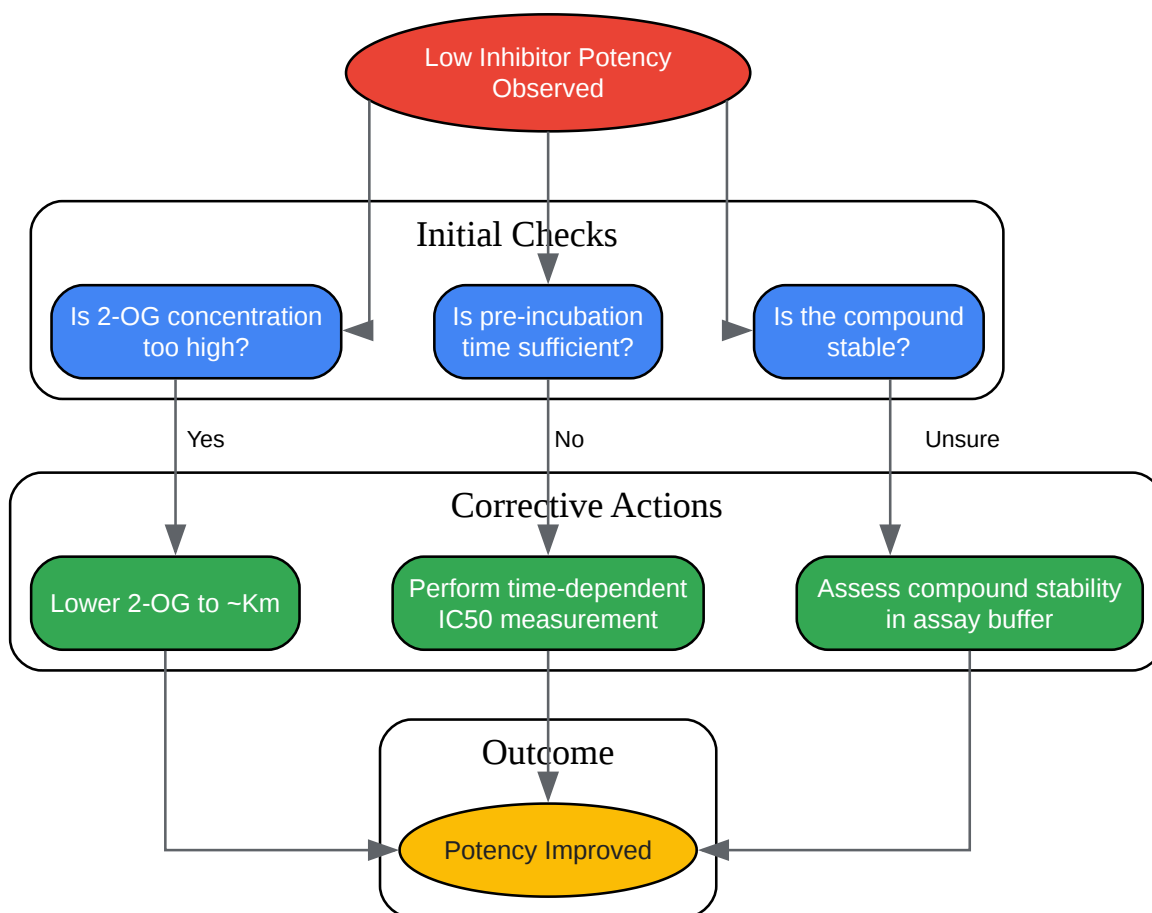 Low Inhibitor Potency
Observed
Initial Checks
Is 2-OG concentration
too high?
Is pre-incubation
time sufficient?
Is the compound
stable?
Yes
No
Unsure
Corrective Actions
Lower 2-OG to ~Km
Perform time-dependent
IC50 measurement
Assess compound stability
in assay buffer
Outcome
Potency Improved